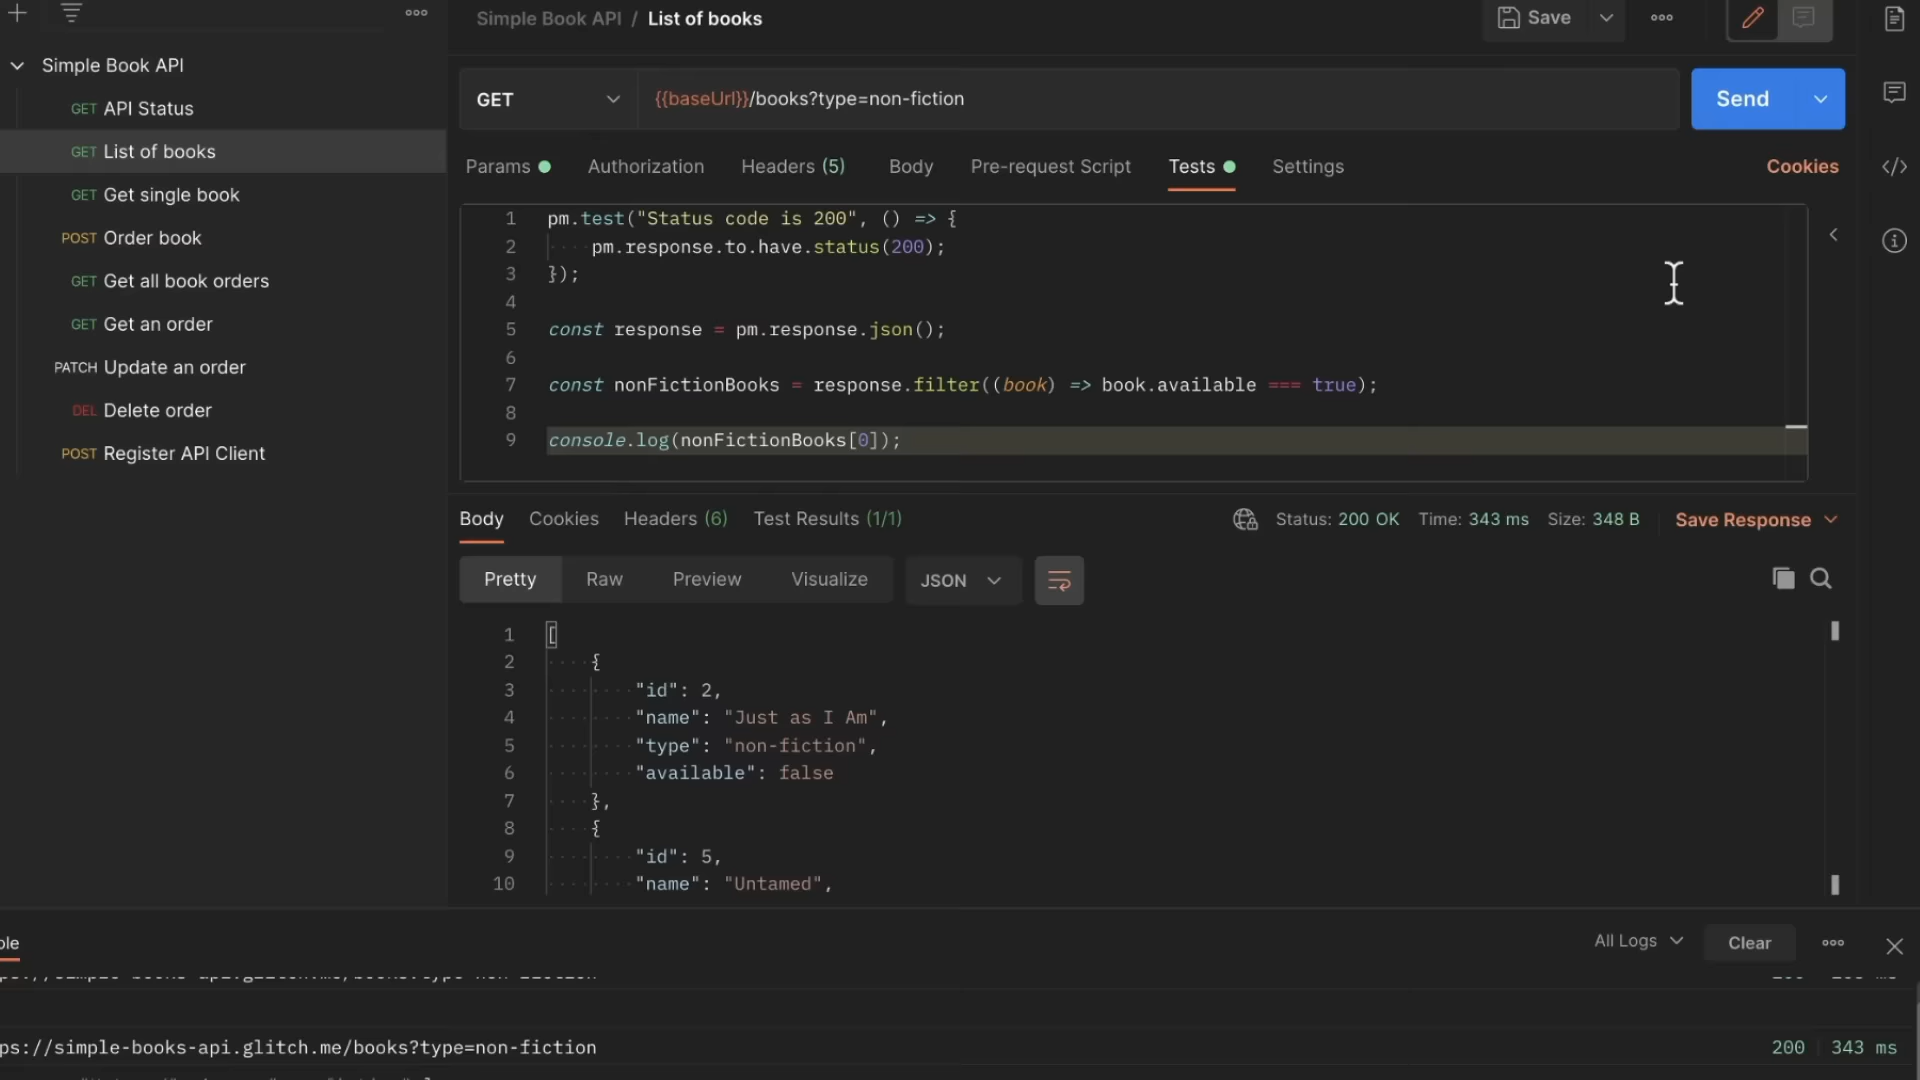 Simple Book API / List of books
Save
Simple Book API
GET API Status
GET List of books
GET Get single book
POST Order book
GET Get all book orders
GET Get an order
PATCH Update an order
DEL Delete order
POST Register API Client
GET {{baseUrl}}/books?type=non-fiction Send
Params Authorization Headers (5) Body Pre-request Script Tests Settings Cookies
1 pm.test("Status code is 200", () => {
2 pm.response.to.have.status(200);
3 });
4
5 const response = pm.response.json();
6
7 const nonFictionBooks = response.filter((book) => book.available === true);
8
9 console.log(nonFictionBooks[0]);
Body Cookies Headers (6) Test Results (1/1) Status: 200 OK Time: 343 ms Size: 348 B Save Response
Pretty Raw Preview Visualize JSON
1 [
2 {
3 "id": 2,
4 "name": "Just as I Am",
5 "type": "non-fiction",
6 "available": false
7 },
8 {
9 "id": 5,
10 "name": "Untamed",
ole All Logs Clear
ps://simple-books-api.glitch.me/books?type=non-fiction 200 343 ms